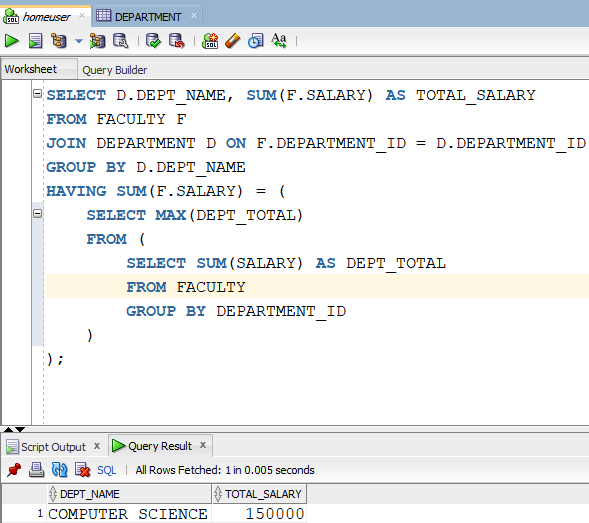 homeuser
DEPARTMENT
SQL
Aa
Worksheet Query Builder
SELECT D.DEPT_NAME, SUM(F.SALARY) AS TOTAL_SALARY
FROM FACULTY F
JOIN DEPARTMENT D ON F.DEPARTMENT_ID = D.DEPARTMENT_ID
GROUP BY D.DEPT_NAME
HAVING SUM(F.SALARY) = (
SELECT MAX(DEPT_TOTAL)
FROM (
SELECT SUM(SALARY) AS DEPT_TOTAL
FROM FACULTY
GROUP BY DEPARTMENT_ID
)
);
Script Output x Query Result x
SQL | All Rows Fetched: 1 in 0.005 seconds
DEPT_NAME TOTAL_SALARY
1 COMPUTER SCIENCE 150000